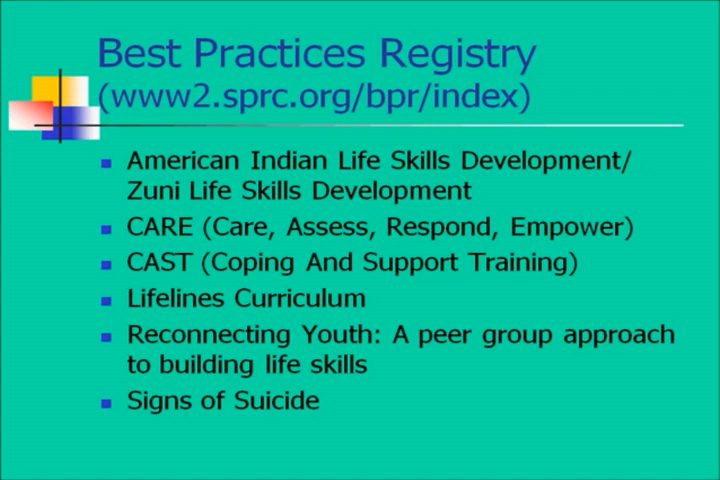 Best Practices Registry
(www2.sprc.org/bpr/index)
American Indian Life Skills Development/
Zuni Life Skills Development
CARE (Care, Assess, Respond, Empower)
CAST (Coping And Support Training)
Lifelines Curriculum
Reconnecting Youth: A peer group approach
to building life skills
Signs of Suicide